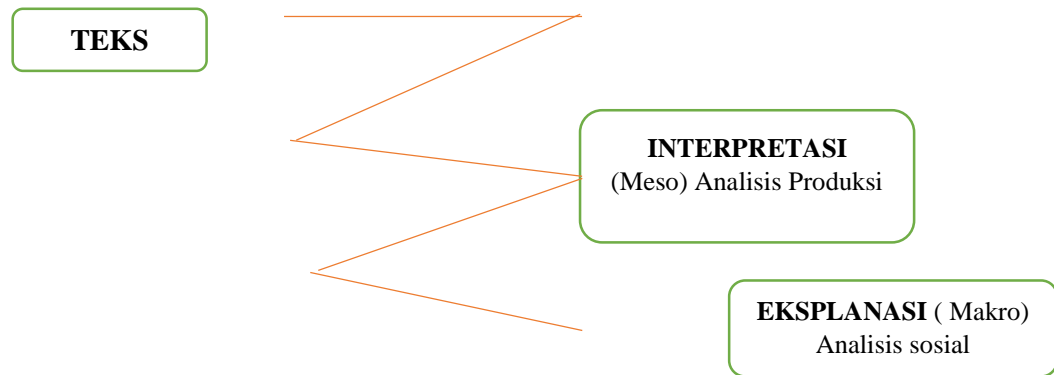 TEKS
INTERPRETASI
(Meso) Analisis Produksi
EKSPLANASI ( Makro)
Analisis sosial